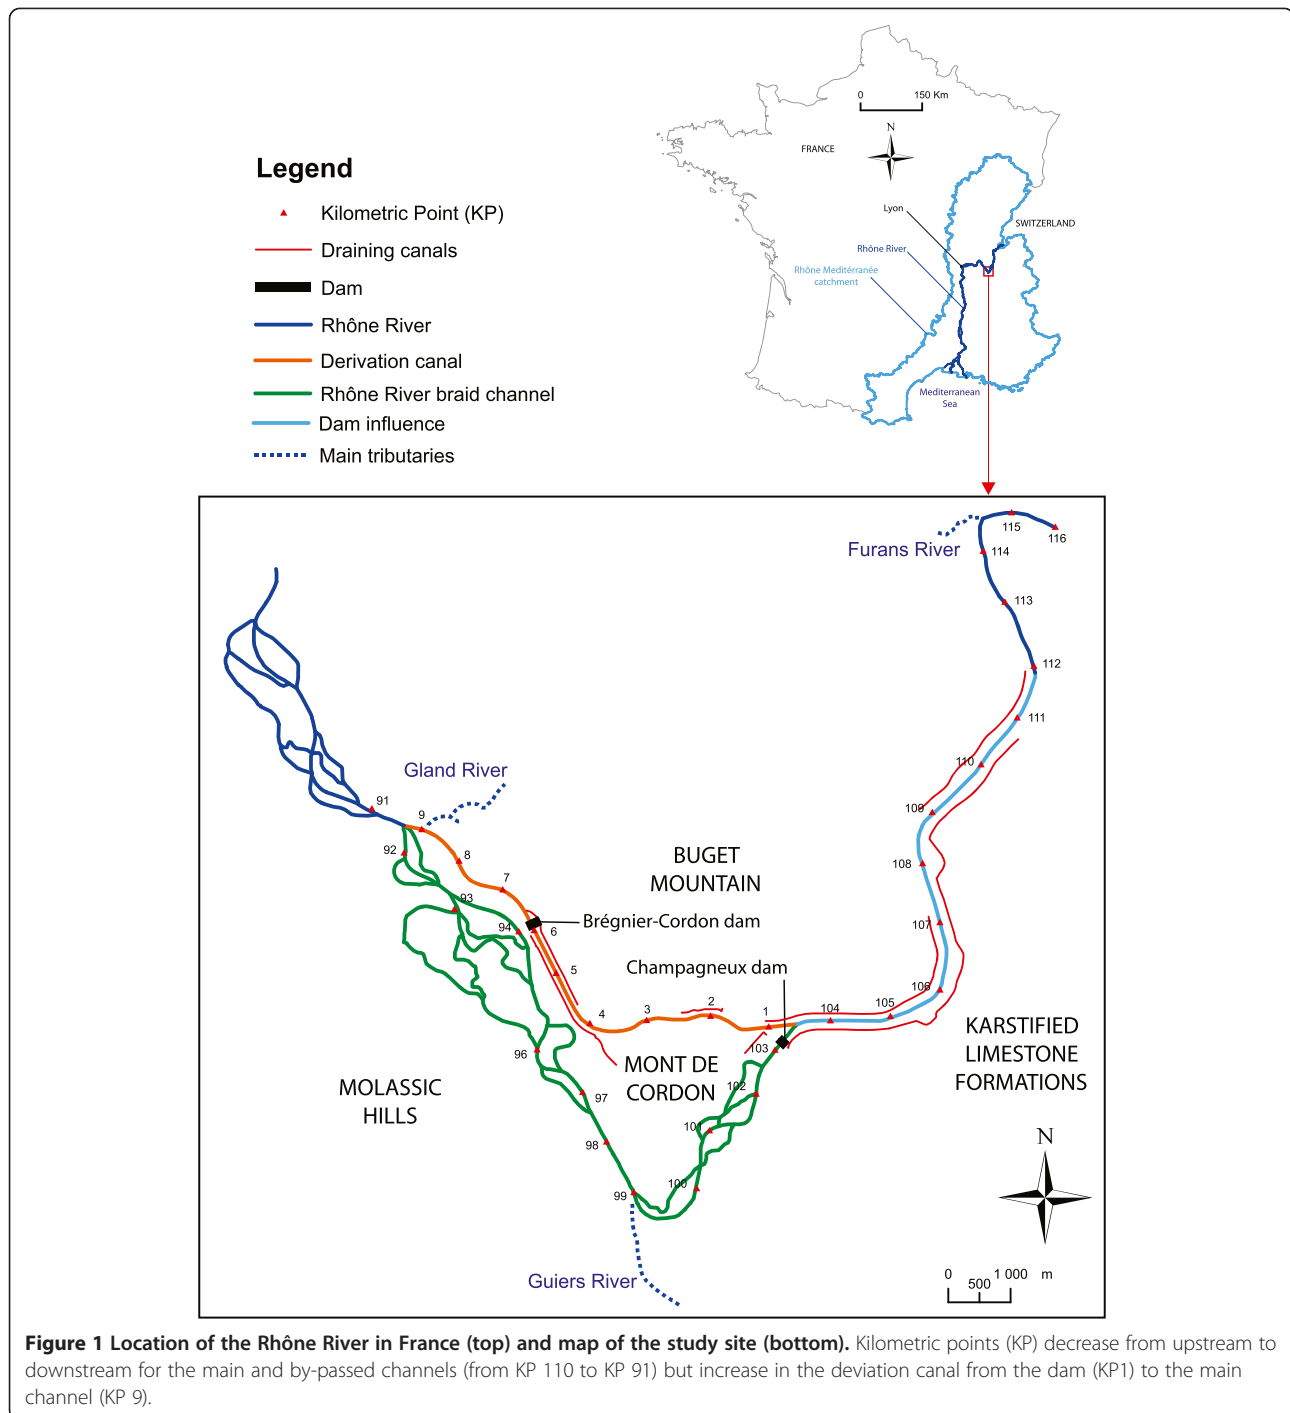 0 150 Km
N
FRANCE
Lyon
SWITZERLAND
Rhône River
Rhône Meditérranée
catchment
Mediterranean
Sea
Legend
Kilometric Point (KP)
Draining canals
Dam
Rhône River
Derivation canal
Rhône River braid channel
Dam influence
Main tributaries
115
116
Furans River
114
113
112
111
110
109
108
107
106
105
104
Gland River
91
9
92
8
7
93
94
6
5
4
3
2
1
BUGET
MOUNTAIN
Brégnier-Cordon dam
Champagneux dam
103
102
101
100
99
98
97
96
MONT DE
CORDON
MOLASSIC
HILLS
KARSTIFIED
LIMESTONE
FORMATIONS
Guiers River
N
0 1 000 m
500
Figure 1 Location of the Rhône River in France (top) and map of the study site (bottom). Kilometric points (KP) decrease from upstream to
downstream for the main and by-passed channels (from KP 110 to KP 91) but increase in the deviation canal from the dam (KP1) to the main
channel (KP 9).